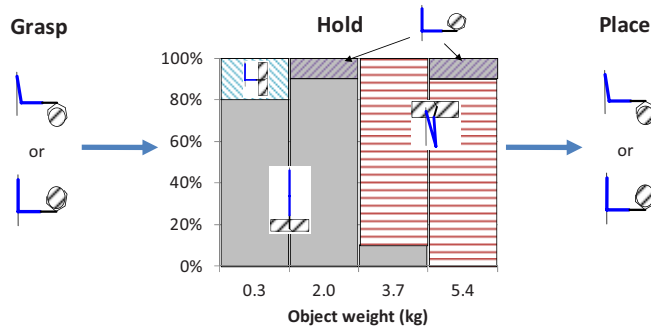 Grasp
Hold
Place
or
or
100%
80%
60%
40%
20%
0%
0.3
2.0
3.7
5.4
Object weight (kg)